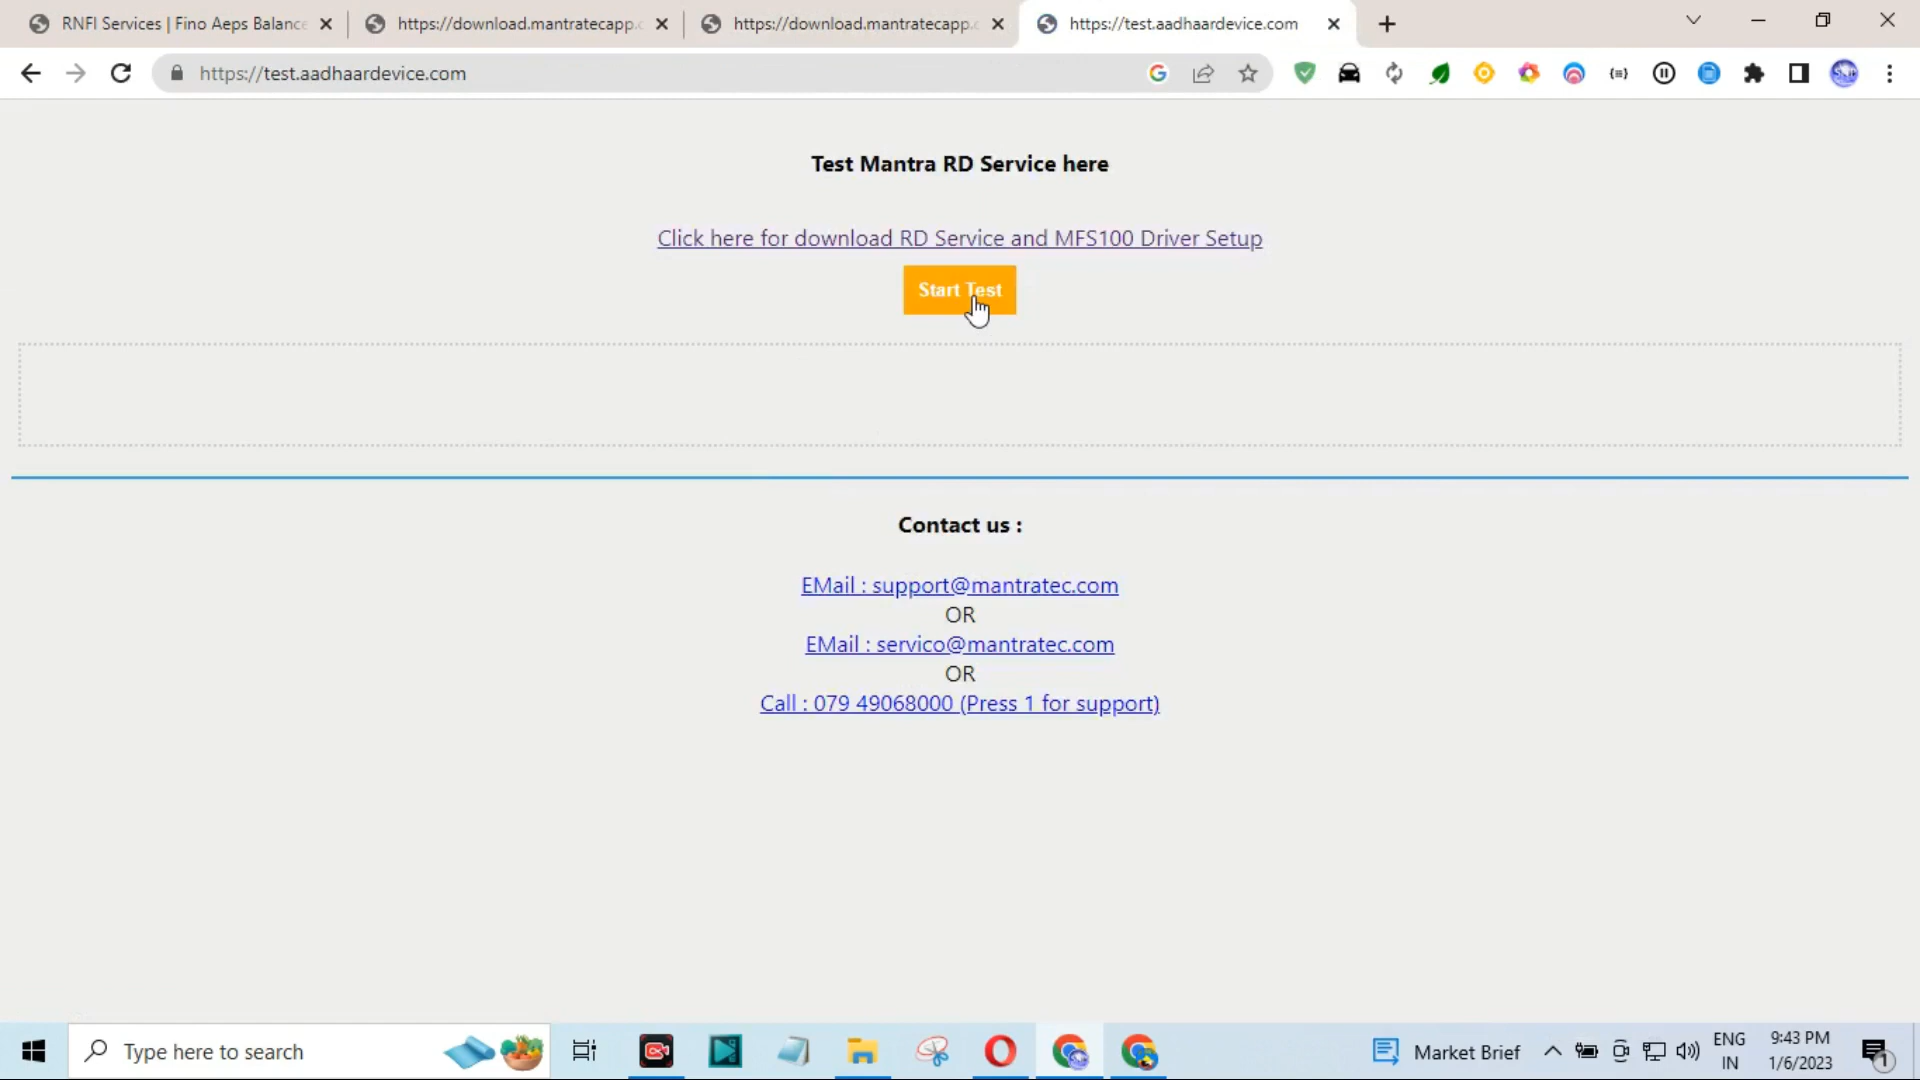 RNFI Services | Fino Aeps Balance
https://download.mantratecapp.c
https://download.mantratecapp.c
https://test.aadhaardevice.com
https://test.aadhaardevice.com
Test Mantra RD Service here
Click here for download RD Service and MFS100 Driver Setup
Start Test
Contact us :
EMail : support@mantratec.com
OR
EMail : servico@mantratec.com
OR
Call : 079 49068000 (Press 1 for support)
Type here to search
Market Brief
ENG
IN
9:43 PM
1/6/2023
1